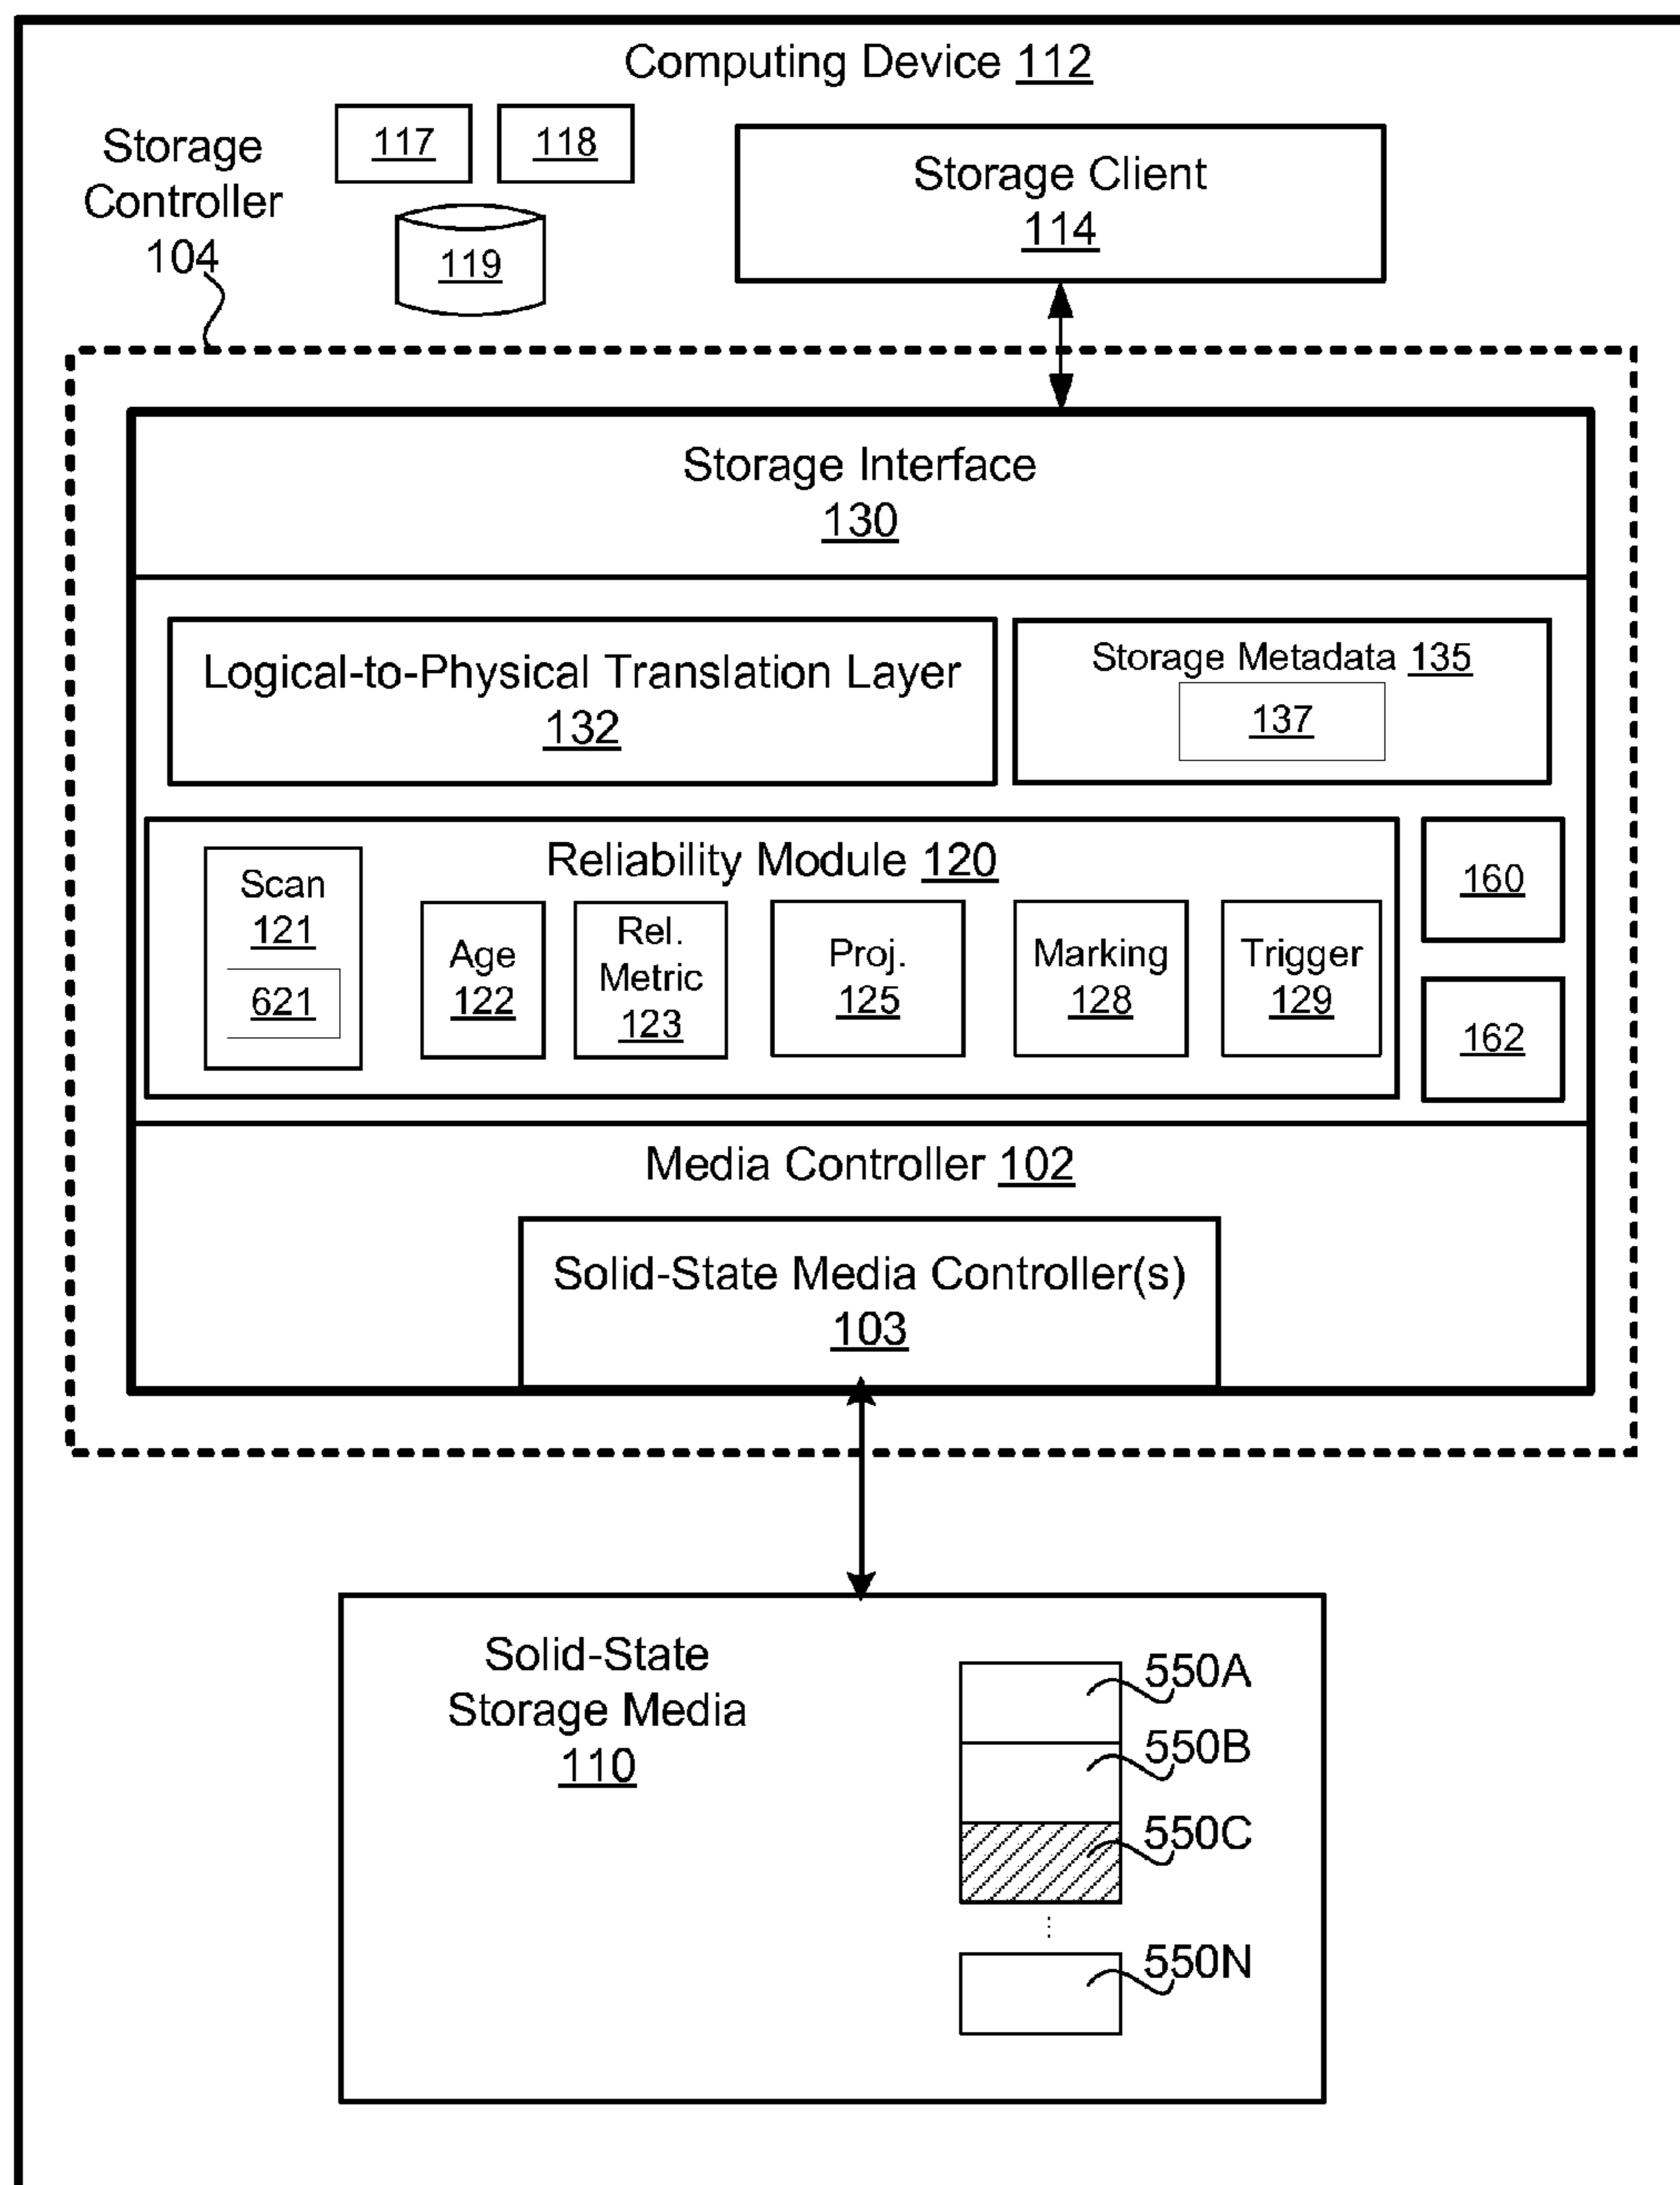 Computing Device 112
Storage
Controller
104
117
118
119
Storage Client
114
Storage Interface
130
Logical-to-Physical Translation Layer
132
Storage Metadata 135
137
Reliability Module 120
Scan
121
621
Age
122
Rel.
Metric
123
Proj.
125
Marking
128
Trigger
129
160
162
Media Controller 102
Solid-State Media Controller(s)
103
Solid-State
Storage Media
110
550A
550B
550C
550N